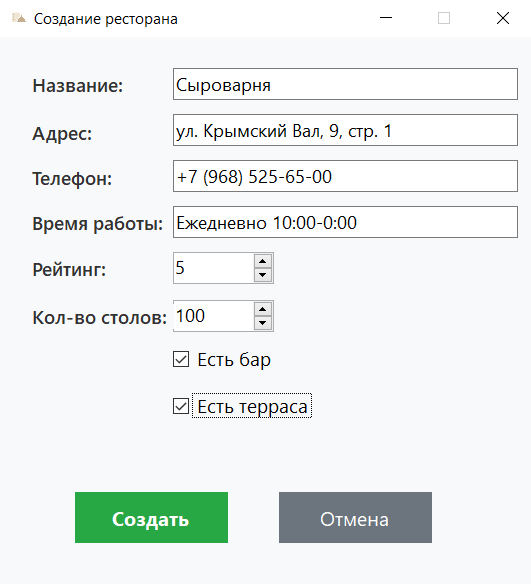 Создание ресторана
Название: Сыроварня
Адрес: ул. Крымский Вал, 9, стр. 1
Телефон: +7 (968) 525-65-00
Время работы: Ежедневно 10:00-0:00
Рейтинг: 5
Кол-во столов: 100
Есть бар
Есть терраса
Создать Отмена